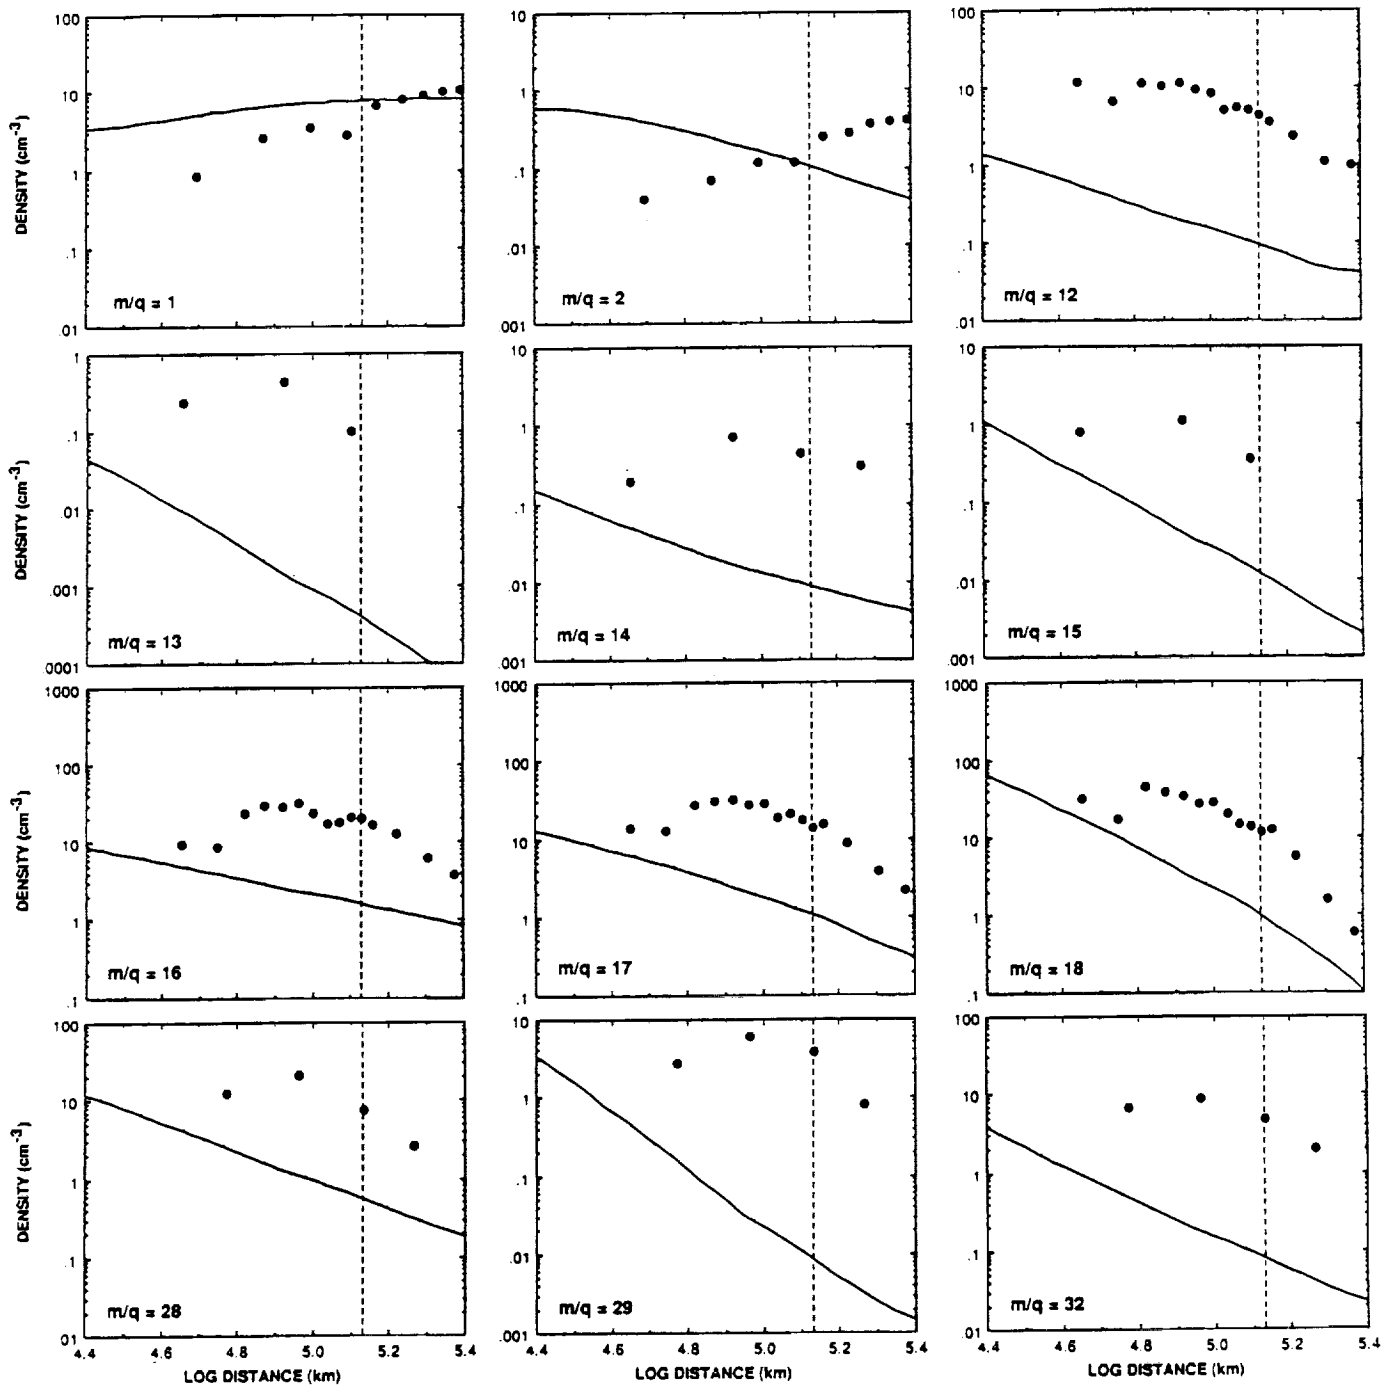 100
10
1
.1
.01
DENSITY (cm⁻³)
m/q = 1
10
1
.1
.01
.001
m/q = 2
100
10
1
.1
.01
m/q = 12
1
.1
.01
.001
.0001
DENSITY (cm⁻³)
m/q = 13
10
1
.1
.01
.001
m/q = 14
10
1
.1
.01
.001
m/q = 15
1000
100
10
1
.1
DENSITY (cm⁻³)
m/q = 16
1000
100
10
1
.1
m/q = 17
1000
100
10
1
.1
m/q = 18
100
10
1
.1
.01
DENSITY (cm⁻³)
m/q = 28
4.4 4.6 4.8 5.0 5.2 5.4
LOG DISTANCE (km)
10
1
.1
.01
.001
m/q = 29
4.4 4.6 4.8 5.0 5.2 5.4
LOG DISTANCE (km)
100
10
1
.1
.01
m/q = 32
4.4 4.6 4.8 5.0 5.2 5.4
LOG DISTANCE (km)